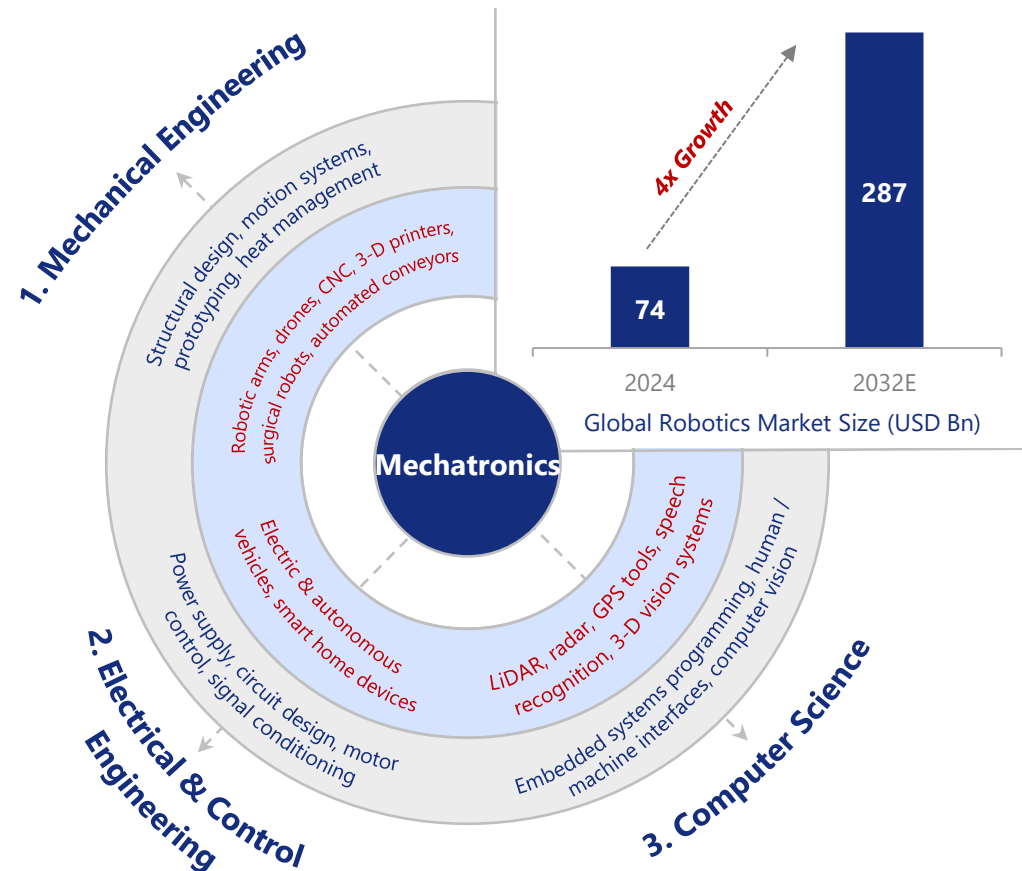 1. Mechanical Engineering
Structural design, motion systems,
prototyping, heat management
Robotic arms, drones, CNC, 3-D printers,
surgical robots, automated conveyors
4x Growth
74
287
2024
2032E
Global Robotics Market Size (USD Bn)
Mechatronics
Electric & autonomous
vehicles, smart home devices
Power supply, circuit design, motor
control, signal conditioning
2. Electrical & Control
Engineering
LiDAR, radar, GPS tools, speech
recognition, 3-D vision systems
Embedded systems programming, human /
machine interfaces, computer vision
3. Computer Science